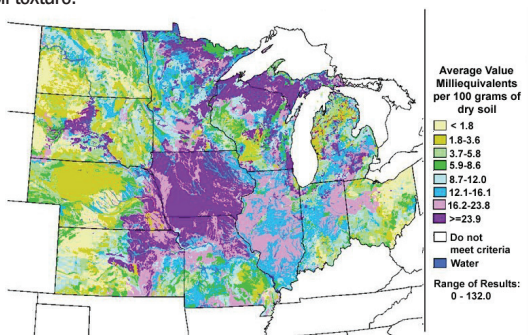 Average Value
Milliequivalents
per 100 grams of
dry soil
< 1.8
1.8-3.6
3.7-5.8
5.9-8.6
8.7-12.0
12.1-16.1
16.2-23.8
>=23.9
Do not
meet criteria
Water
Range of Results:
0 - 132.0